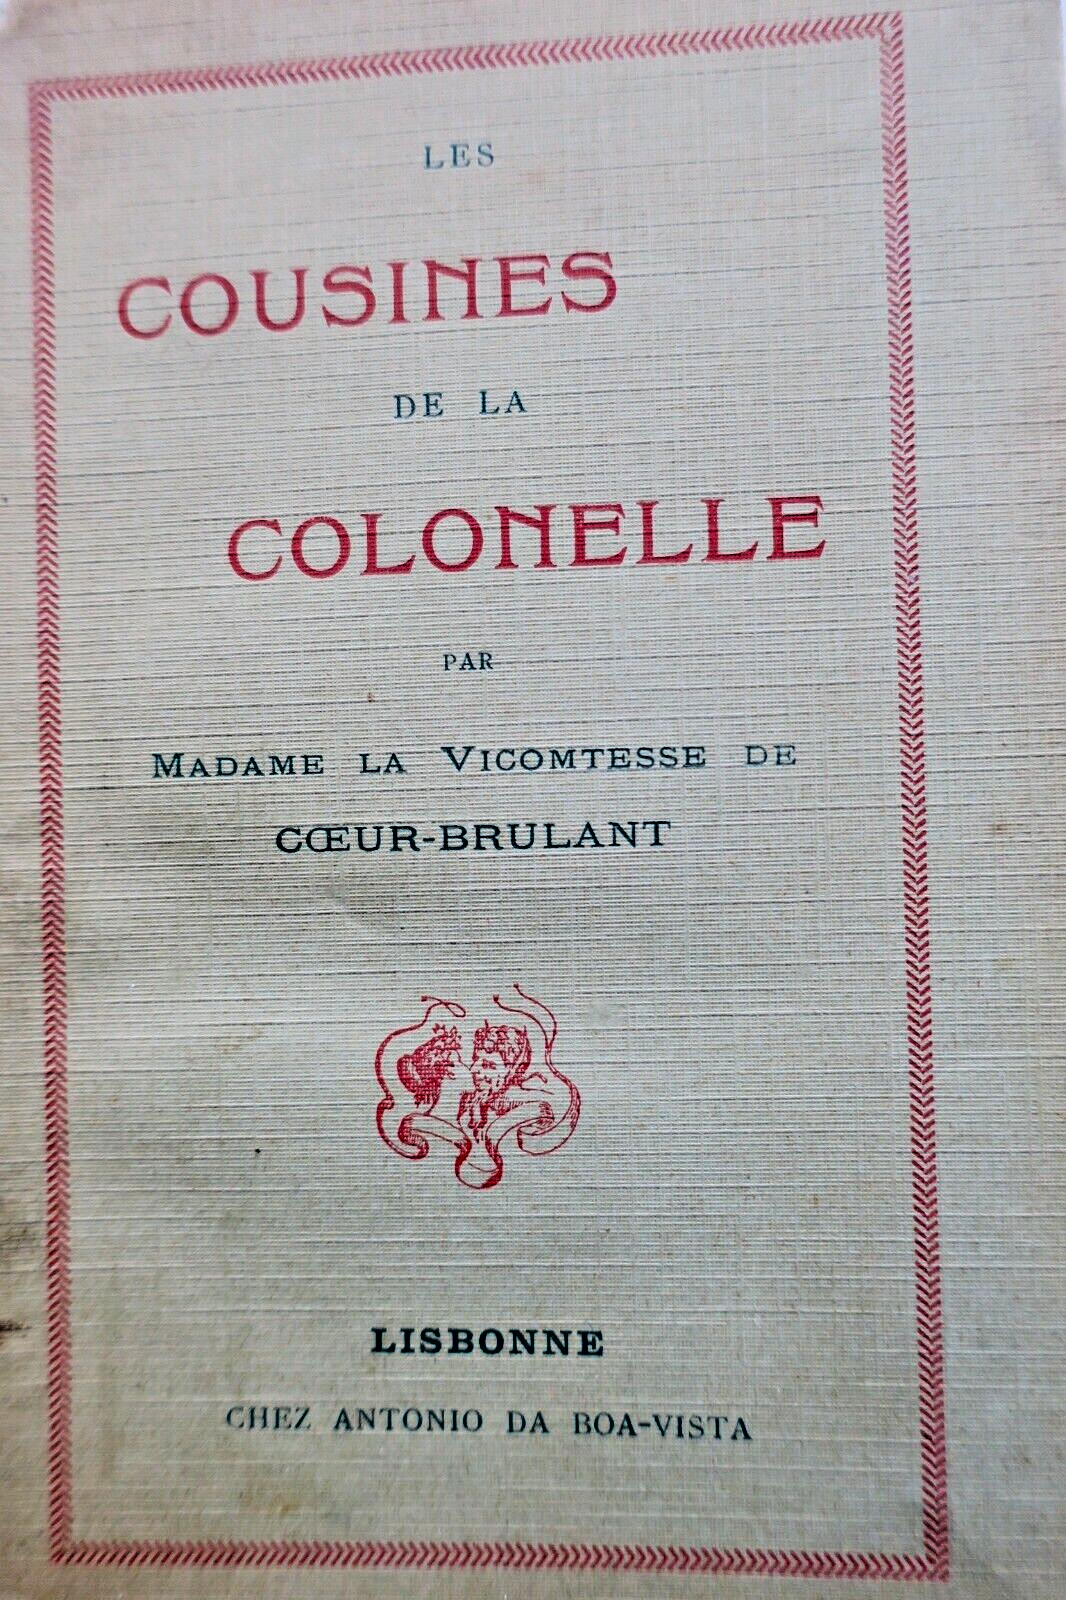 LES
COUSINES
DE LA
COLONELLE
PAR
MADAME LA VICOMTESSE DE
CŒUR-BRULANT
LISBONNE
CHEZ ANTONIO DA BOA-VISTA